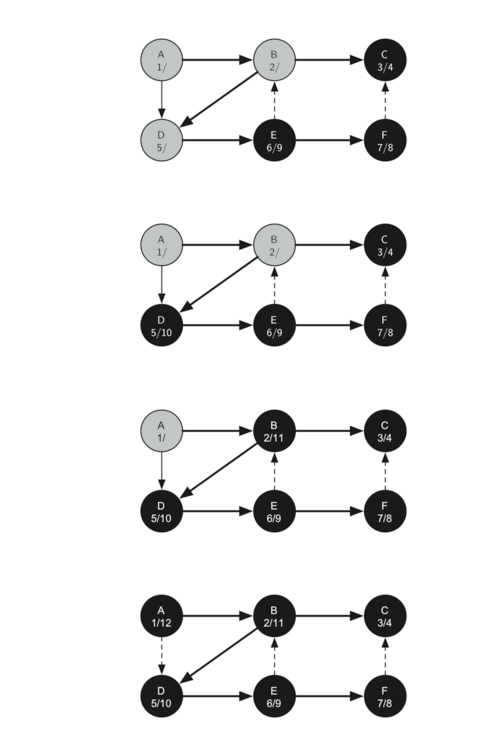 A B C
1/ 2/ 3/4
D E F
5/ 6/9 7/8
A B C
1/ 2/ 3/4
D E F
5/10 6/9 7/8
A B C
1/ 2/11 3/4
D E F
5/10 6/9 7/8
A B C
1/12 2/11 3/4
D E F
5/10 6/9 7/8